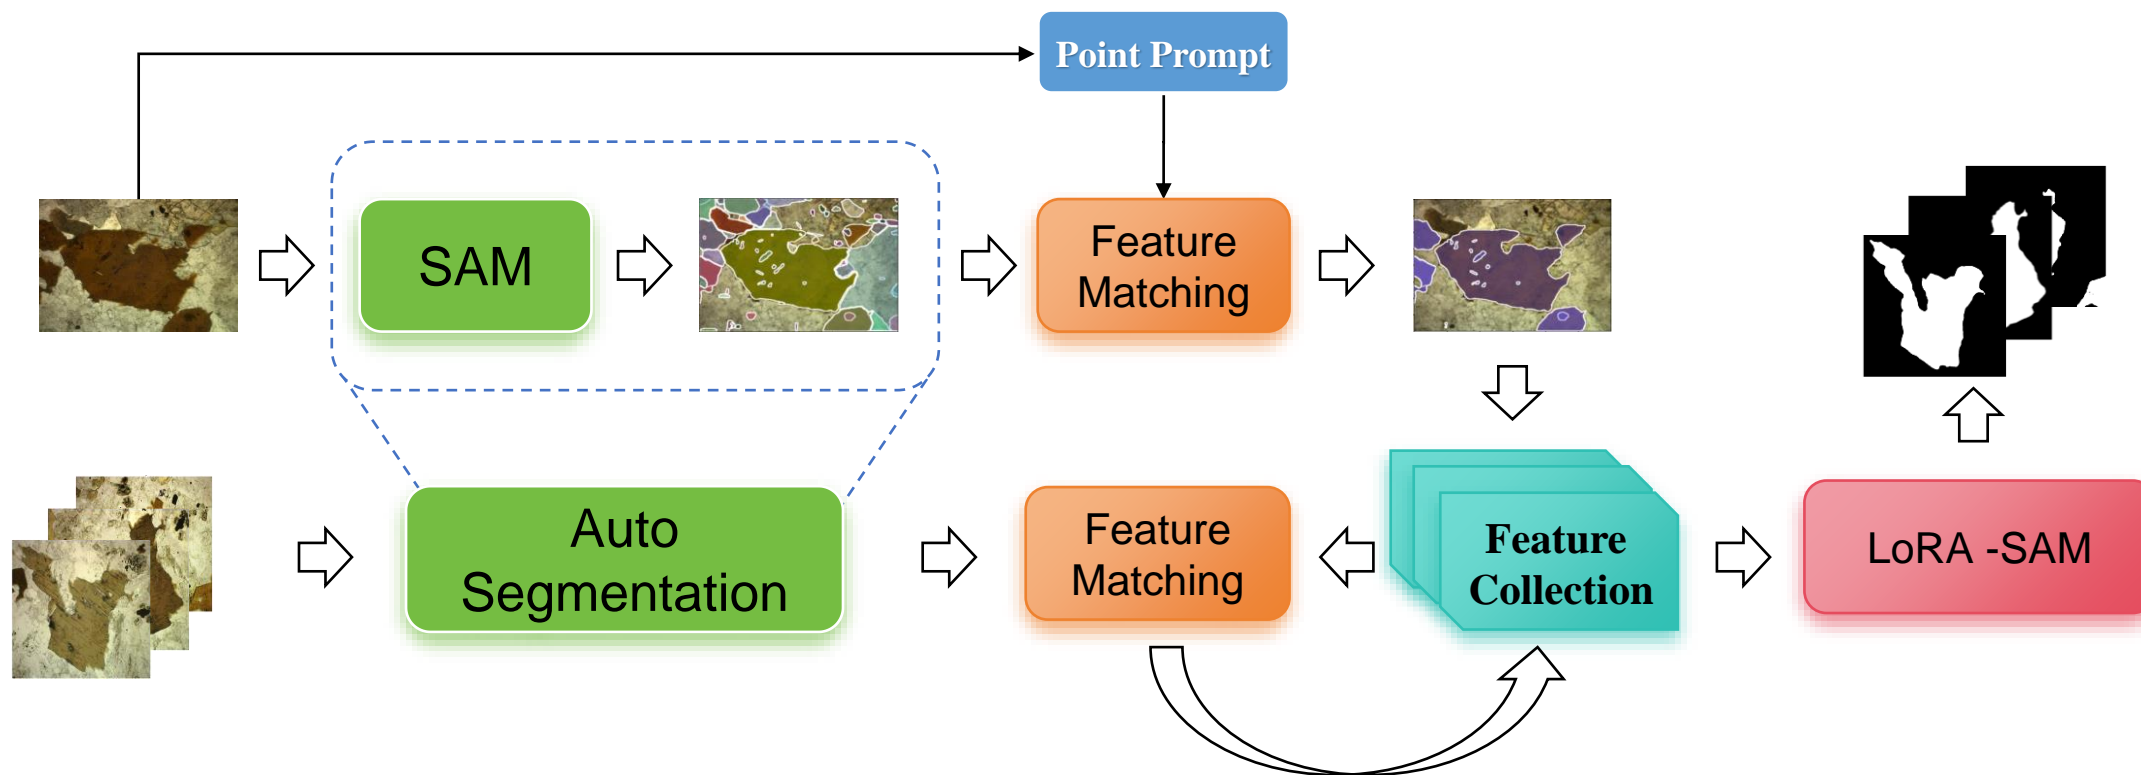 Point Prompt
SAM
Feature
Matching
Auto
Segmentation
Feature
Matching
Feature
Collection
LoRA -SAM